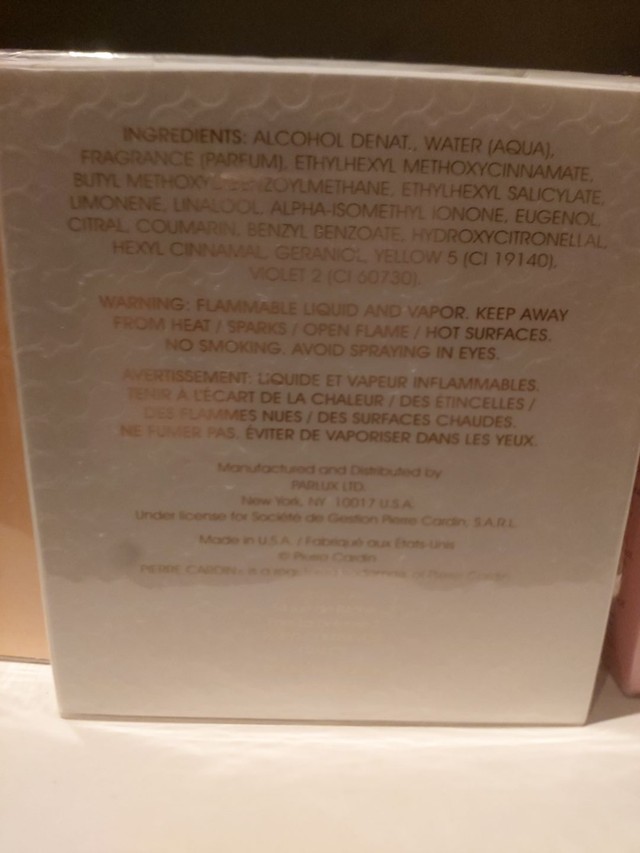 INGREDIENTS: ALCOHOL DENAT., WATER (AQUA),
FRAGRANCE (PARFUM), ETHYLHEXYL METHOXYCINNAMATE,
BUTYL METHOXYDIBENZOYLMETHANE, ETHYLHEXYL SALICYLATE,
LIMONENE, LINALOOL, ALPHA-ISOMETHYL IONONE, EUGENOL,
CITRAL, COUMARIN, BENZYL BENZOATE, HYDROXYCITRONELLAL,
HEXYL CINNAMAL, GERANIOL, YELLOW 5 (CI 19140),
VIOLET 2 (CI 60730).
WARNING: FLAMMABLE LIQUID AND VAPOR. KEEP AWAY
FROM HEAT / SPARKS / OPEN FLAME / HOT SURFACES.
NO SMOKING. AVOID SPRAYING IN EYES.
AVERTISSEMENT: LIQUIDE ET VAPEUR INFLAMMABLES.
TENIR À L'ÉCART DE LA CHALEUR / DES ÉTINCELLES /
DES FLAMMES NUES / DES SURFACES CHAUDES.
NE FUMER PAS. ÉVITER DE VAPORISER DANS LES YEUX.
Manufactured and Distributed by
PARLUX LTD.
New York, NY 10017 U.S.A.
Under license for Société de Gestion Pierre Cardin, S.A.R.L
Made in U.S.A. / Fabriqué aux États-Unis
© Pierre Cardin
PIERRE CARDIN is a of Pierre Cardin